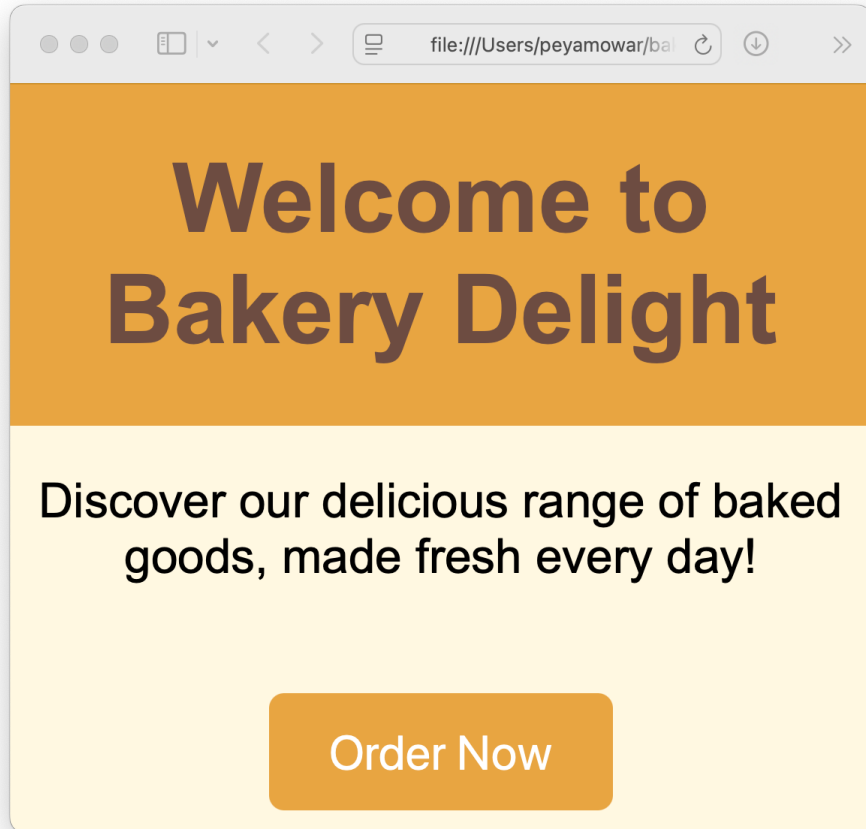 file:///Users/peyamowar/ba
Welcome to
Bakery Delight
Discover our delicious range of baked
goods, made fresh every day!
Order Now